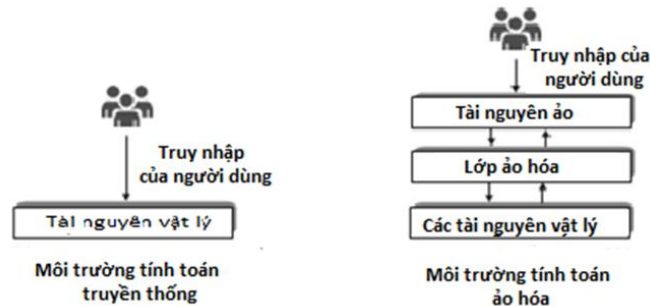 Truy nhập
của người dùng
Tài nguyên vật lý
Môi trường tính toán
truyền thống
Truy nhập của
người dùng
Tài nguyên ảo
Lớp ảo hóa
Các tài nguyên vật lý
Môi trường tính toán
ảo hóa